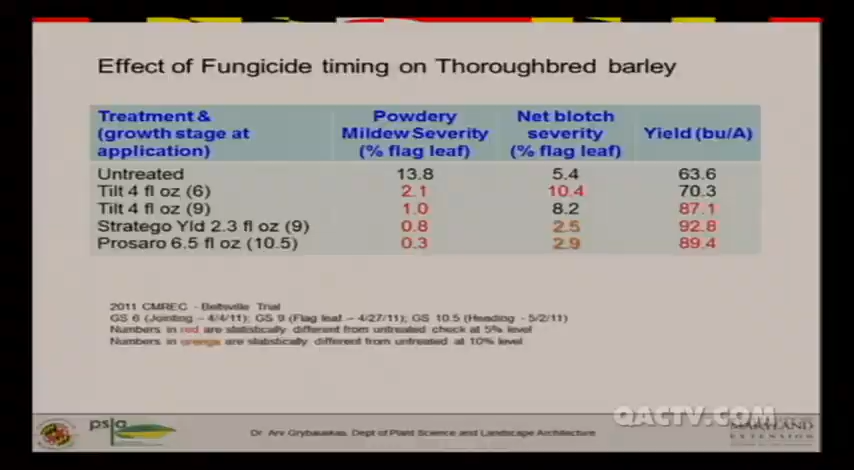 Effect of Fungicide timing on Thoroughbred barley
Treatment & (growth stage at application) Powdery Mildew Severity (% flag leaf) Net blotch severity (% flag leaf) Yield (bu/A)
Untreated 13.8 5.4 63.6
Tilt 4 fl oz (6) 2.1 10.4 70.3
Tilt 4 fl oz (9) 1.0 8.2 87.1
Stratego Yld 2.3 fl oz (9) 0.8 2.5 92.8
Prosaro 6.5 fl oz (10.5) 0.3 2.9 89.4
2011 CMREC - Beltsville Trial
GS 6 (Jointing - 4/4/11); GS 9 (Flag leaf - 4/27/11); GS 10.5 (Heading - 5/2/11)
Numbers in red are statistically different from untreated check at 5% level
Numbers in orange are statistically different from untreated at 10% level
QACTV.COM
psla
Dr. Arv Grybauskas, Dept of Plant Science and Landscape Architecture
MARYLAND
EXTENSION